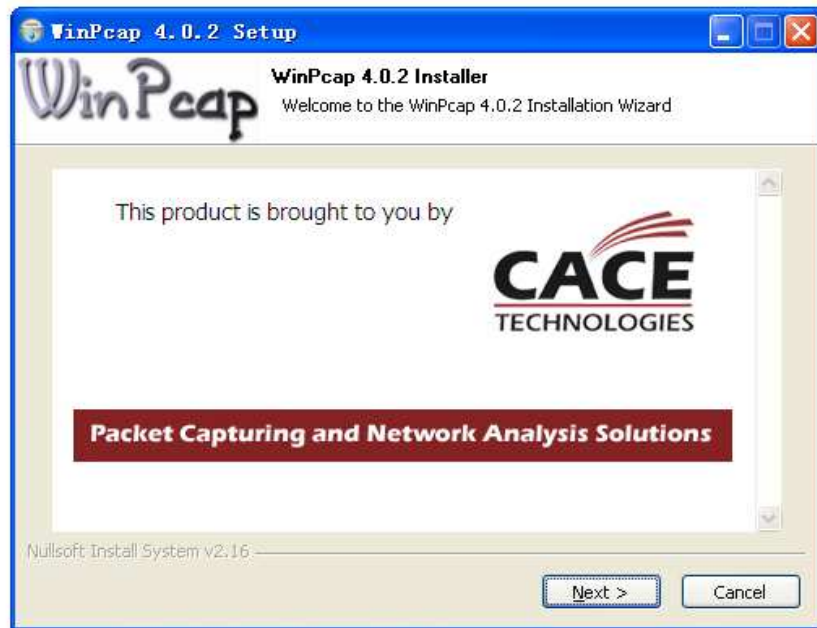 WinPcap 4.0.2 Setup
WinPcap
WinPcap 4.0.2 Installer
Welcome to the WinPcap 4.0.2 Installation Wizard
This product is brought to you by
CACE
TECHNOLOGIES
Packet Capturing and Network Analysis Solutions
Nullsoft Install System v2.16
Next >
Cancel